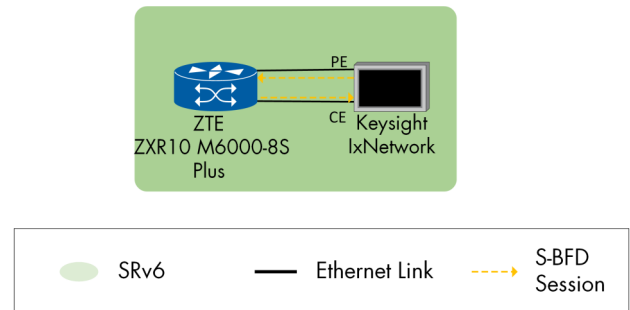 PE
CE
ZTE
ZXR10 M6000-8S
Plus
Keysight
IxNetwork
SRv6
Ethernet Link
S-BFD
Session